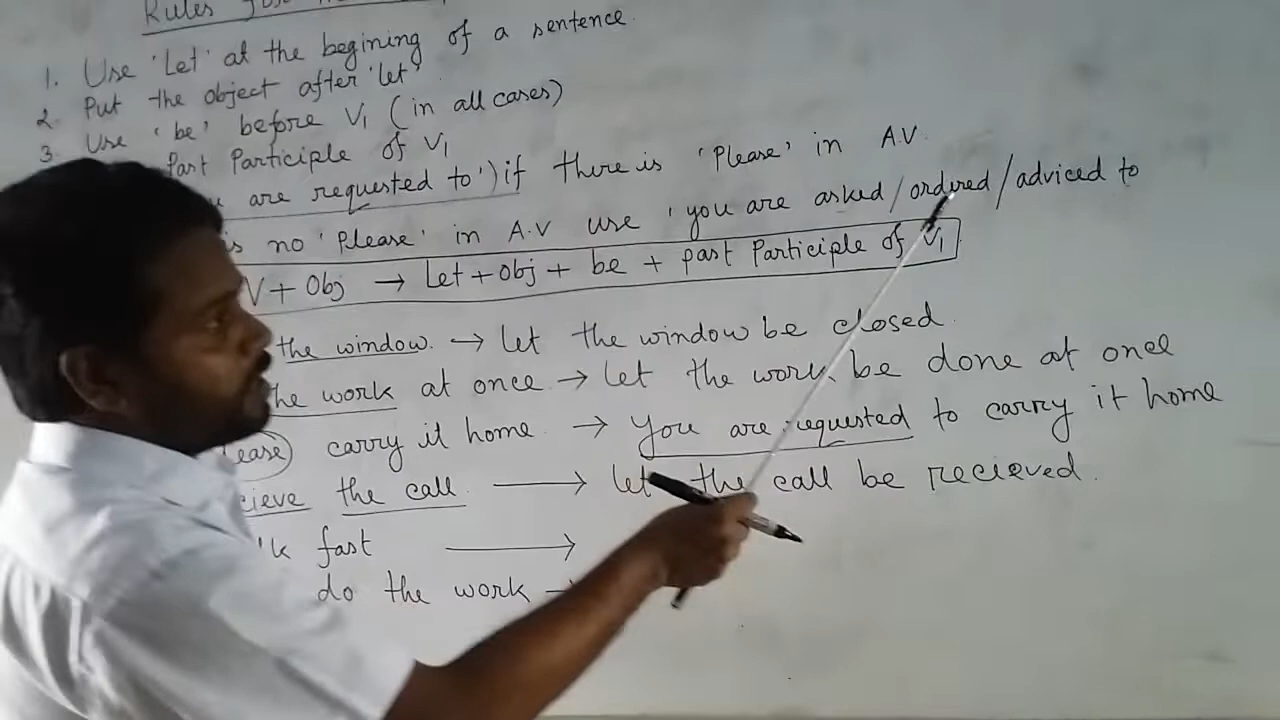 Rules
1. Use 'Let' at the begining of a sentence.
2. Put the object after 'let'
3. Use 'be' before V1 (in all cases)
Past Participle of V1
are requested to') if there is 'Please' in A.V.
is no 'Please' in A.V use 'you are asked/ordered/adviced to
V + Obj → Let + Obj + be + past Participle of V1
the window. → let the window be closed.
the work at once → let the work be done at once
carry it home → You are requested to carry it home
cieve the call. → let the call be recieved.
fast →
do the work →